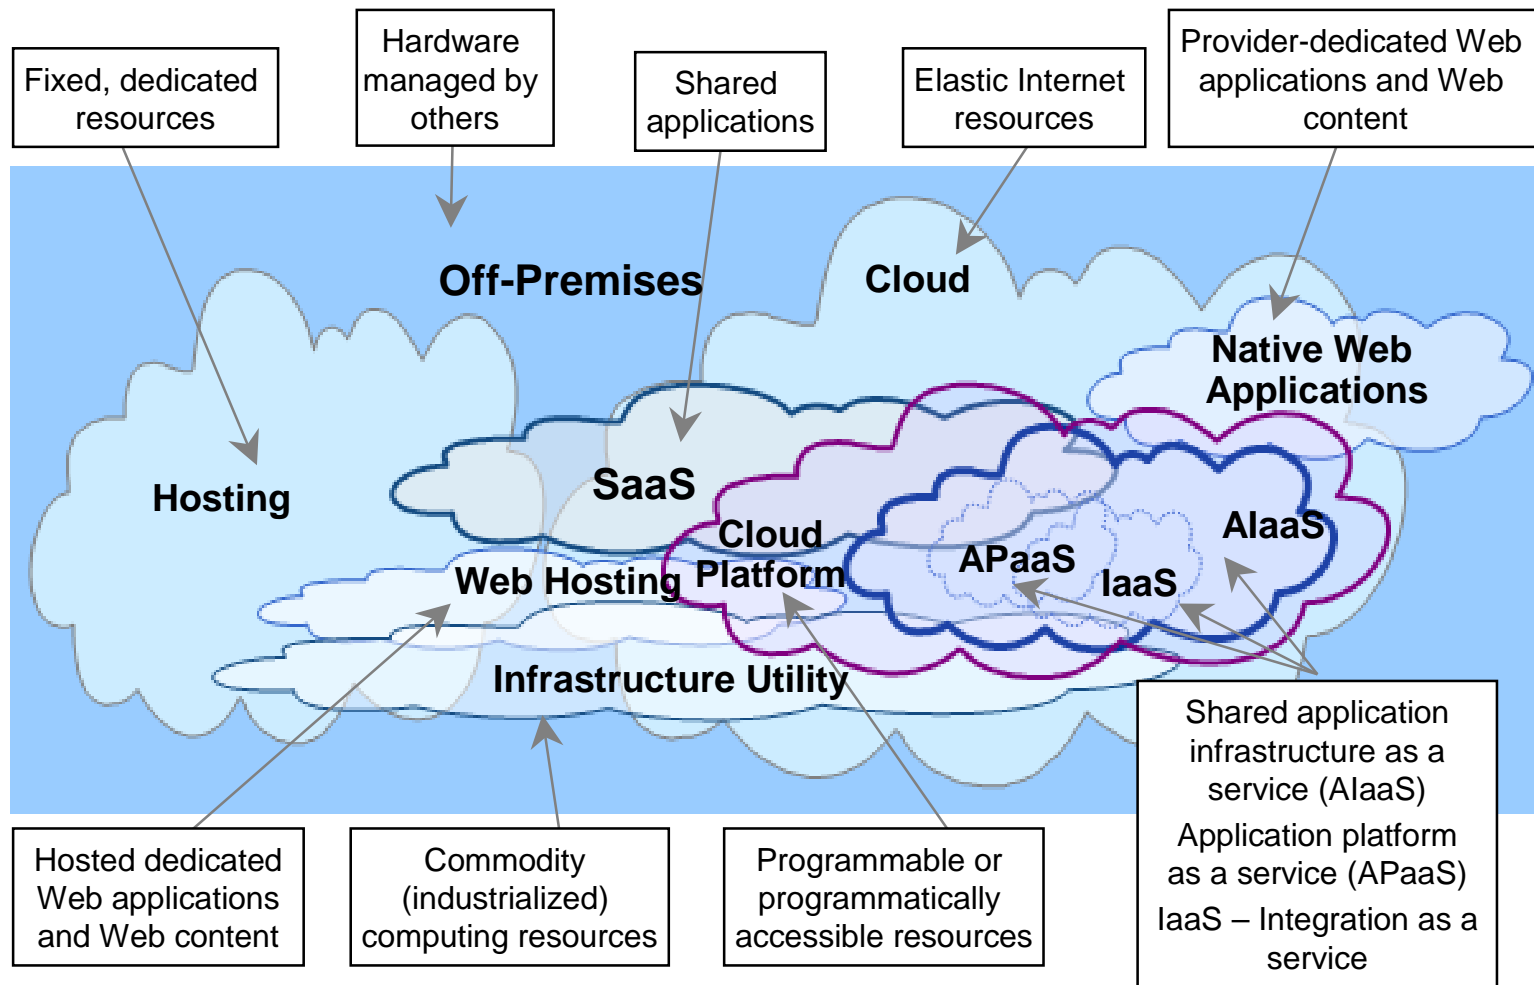 Fixed, dedicated
resources
Hardware
managed by
others
Shared
applications
Elastic Internet
resources
Provider-dedicated Web
applications and Web
content
Off-Premises
Cloud
Native Web
Applications
Hosting
SaaS
Cloud
Platform
AIaaS
APaaS
IaaS
Web Hosting
Infrastructure Utility
Hosted dedicated
Web applications
and Web content
Commodity
(industrialized)
computing resources
Programmable or
programmatically
accessible resources
Shared application
infrastructure as a
service (AIaaS)
Application platform
as a service (APaaS)
IaaS – Integration as a
service